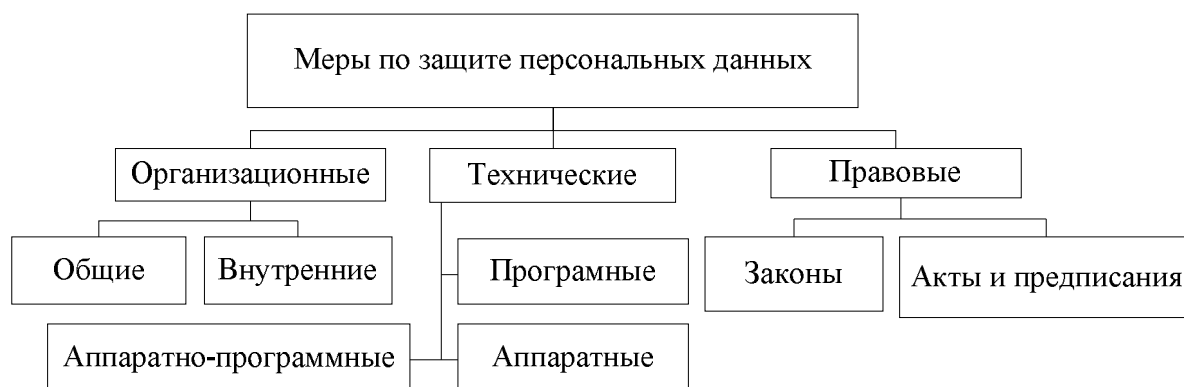 Меры по защите персональных данных
Организационные
Технические
Правовые
Общие
Внутренние
Програмные
Законы
Акты и предписания
Аппаратно-программные
Аппаратные